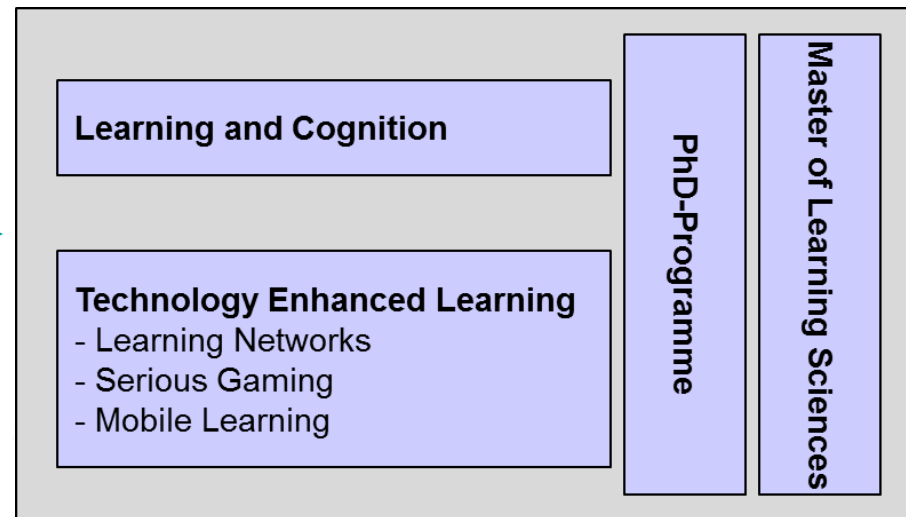 Learning and Cognition
Technology Enhanced Learning
- Learning Networks
- Serious Gaming
- Mobile Learning
PhD-Programme
Master of Learning Sciences